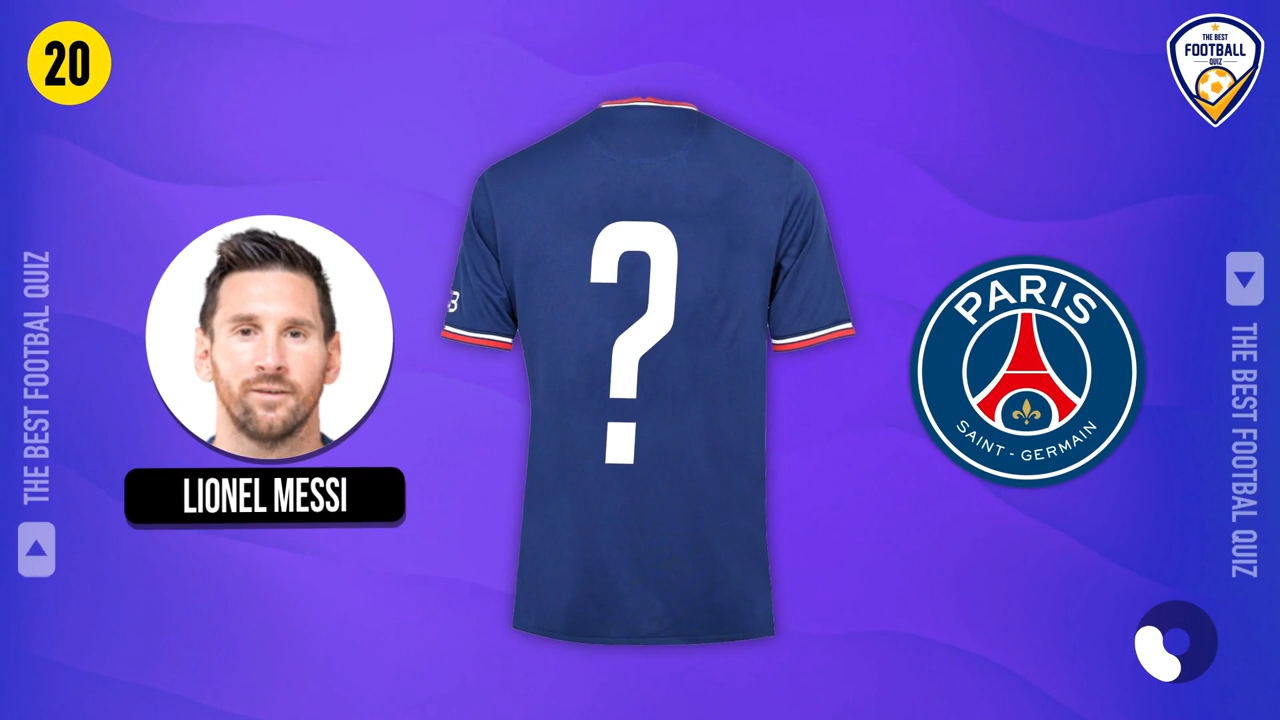 20
THE BEST
FOOTBALL
QUIZ
THE BEST FOOTBAL QUIZ
?
LIONEL MESSI
PARIS
SAINT - GERMAIN
THE BEST FOOTBAL QUIZ